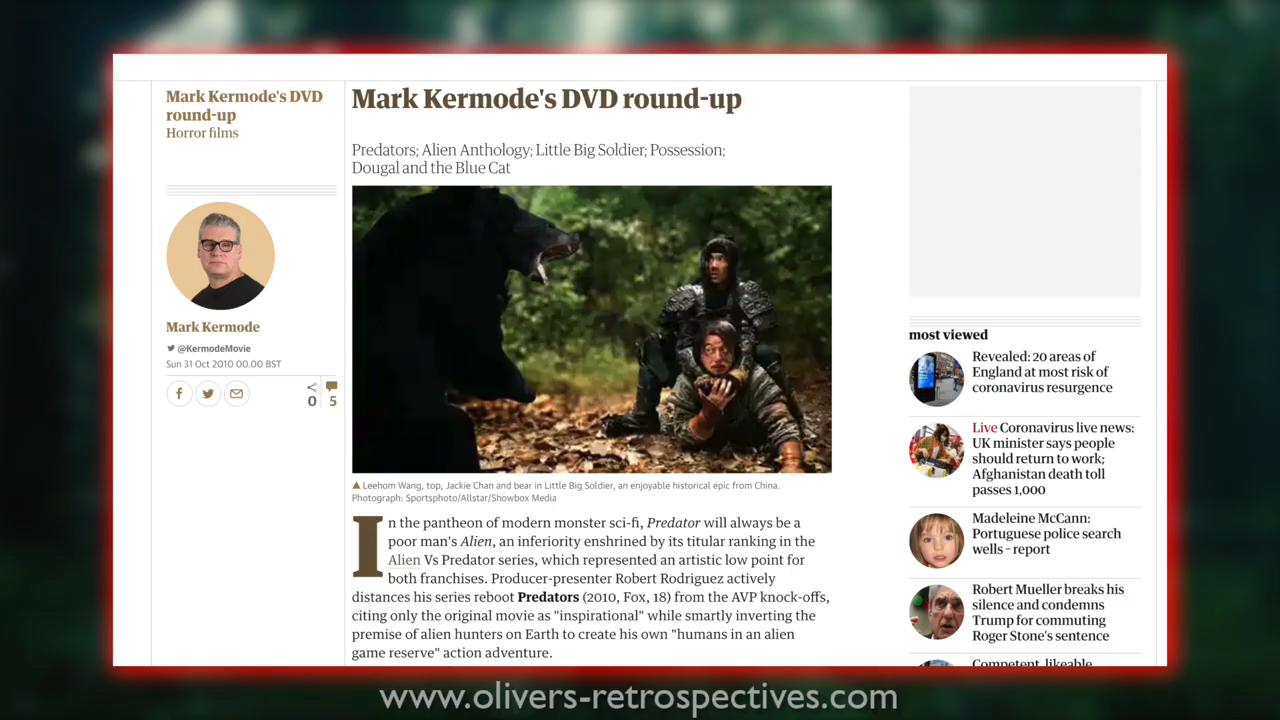 Mark Kermode's DVD
round-up
Horror films
Mark Kermode
@KermodeMovie
Sun 31 Oct 2010 00.00 BST
0
5
Mark Kermode's DVD round-up
Predators; Alien Anthology; Little Big Soldier; Possession;
Dougal and the Blue Cat
Leehom Wang, top, Jackie Chan and bear in Little Big Soldier, an enjoyable historical epic from China.
Photograph: Sportsphoto/Allstar/Showbox Media
In the pantheon of modern monster sci-fi, Predator will always be a
poor man's Alien, an inferiority enshrined by its titular ranking in the
Alien Vs Predator series, which represented an artistic low point for
both franchises. Producer-presenter Robert Rodriguez actively
distances his series reboot Predators (2010, Fox, 18) from the AVP knock-offs,
citing only the original movie as "inspirational" while smartly inverting the
premise of alien hunters on Earth to create his own "humans in an alien
game reserve" action adventure.
most viewed
Revealed: 20 areas of
England at most risk of
coronavirus resurgence
Live Coronavirus live news:
UK minister says people
should return to work;
Afghanistan death toll
passes 1,000
Madeleine McCann:
Portuguese police search
wells – report
Robert Mueller breaks his
silence and condemns
Trump for commuting
Roger Stone's sentence
Competent, likeable
www.olivers-retrospectives.com